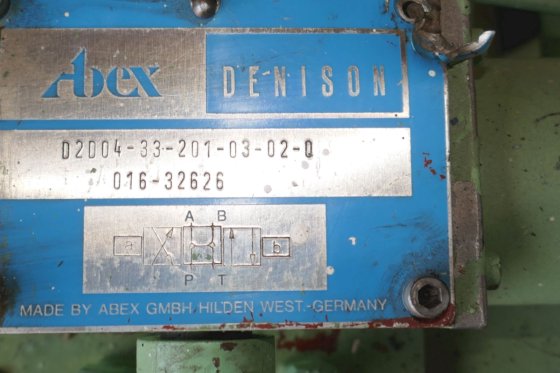 Abex DENISON
D2D04-33-201-03-02-0
016-32626
A B
a b
P T
MADE BY ABEX GMBH/HILDEN WEST.-GERMANY